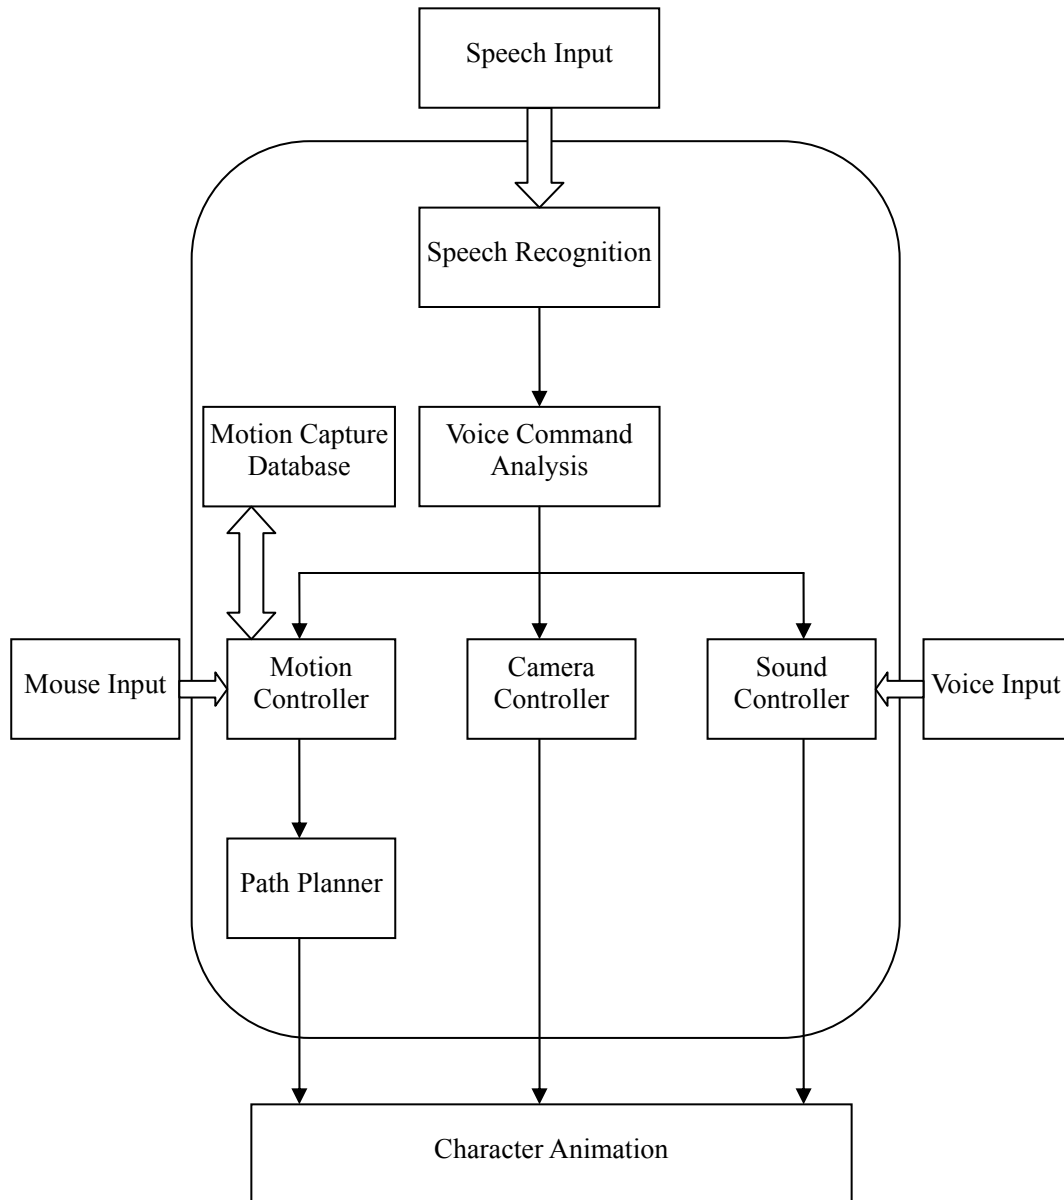 Speech Input
Speech Recognition
Motion Capture
Database
Voice Command
Analysis
Mouse Input
Motion
Controller
Camera
Controller
Sound
Controller
Voice Input
Path Planner
Character Animation